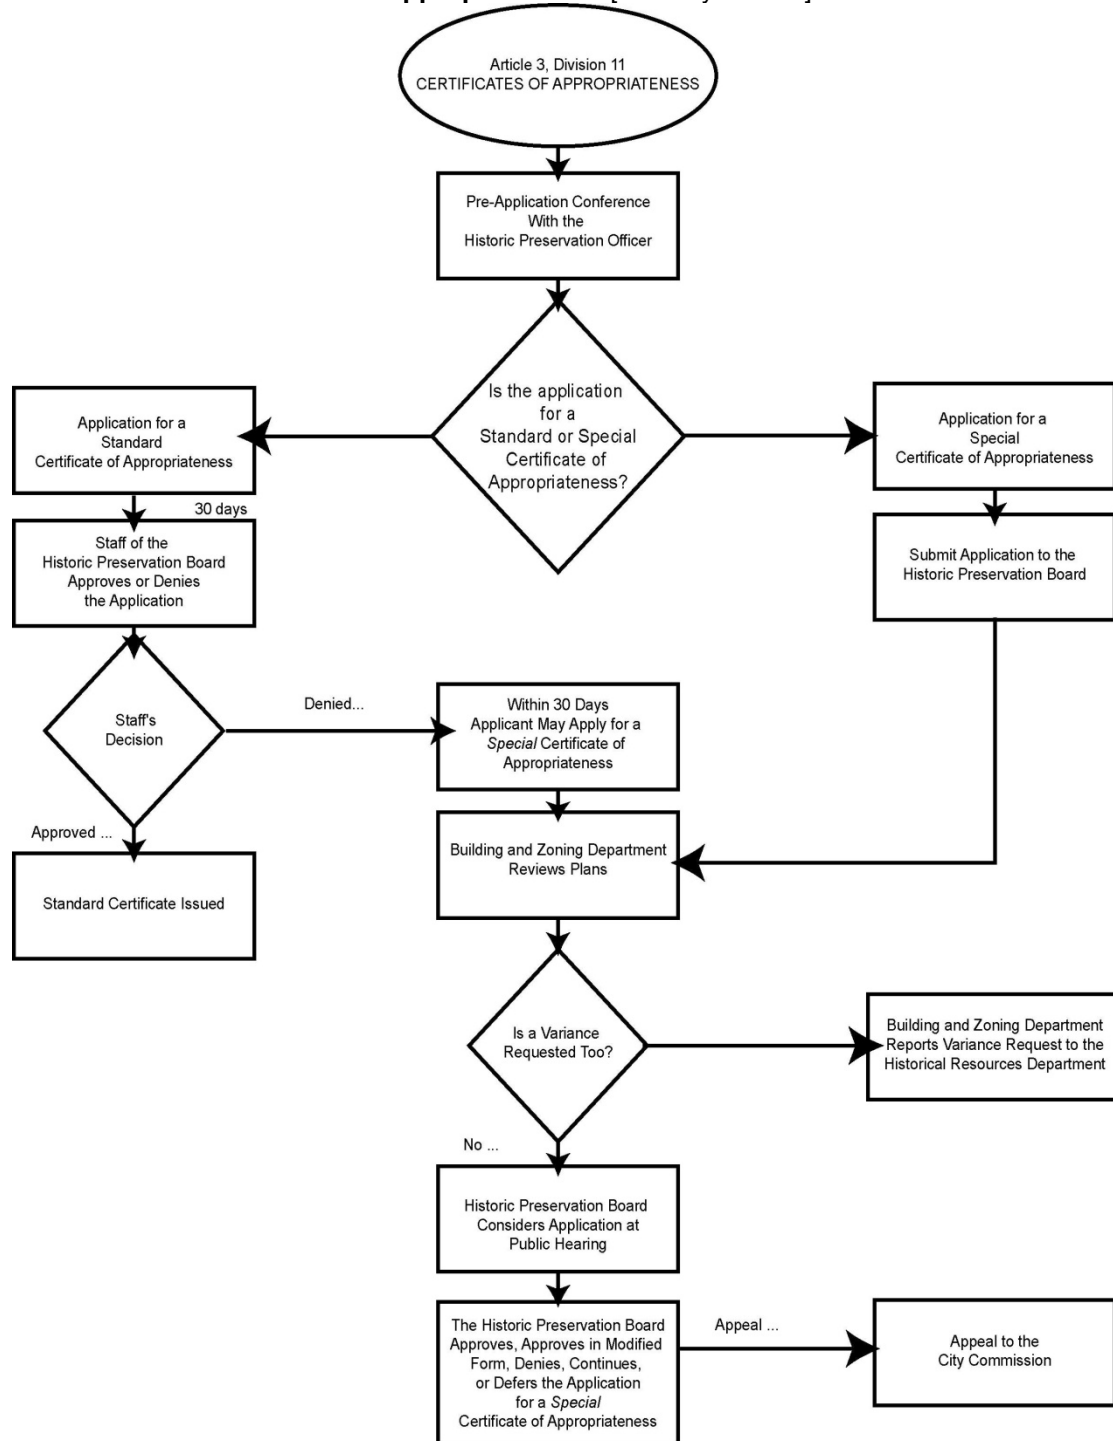 Article 3, Division 11
CERTIFICATES OF APPROPRIATENESS
Pre-Application Conference
With the
Historic Preservation Officer
Is the application
for a
Standard or Special
Certificate of
Appropriateness?
Application for a
Standard
Certificate of Appropriateness
Application for a
Special
Certificate of Appropriateness
30 days
Staff of the
Historic Preservation Board
Approves or Denies
the Application
Submit Application to the
Historic Preservation Board
Staff's
Decision
Denied...
Within 30 Days
Applicant May Apply for a
Special Certificate of
Appropriateness
Approved ...
Standard Certificate Issued
Building and Zoning Department
Reviews Plans
Is a Variance
Requested Too?
Building and Zoning Department
Reports Variance Request to the
Historical Resources Department
No ...
Historic Preservation Board
Considers Application at
Public Hearing
The Historic Preservation Board
Approves, Approves in Modified
Form, Denies, Continues,
or Defers the Application
for a Special
Certificate of Appropriateness
Appeal ...
Appeal to the
City Commission